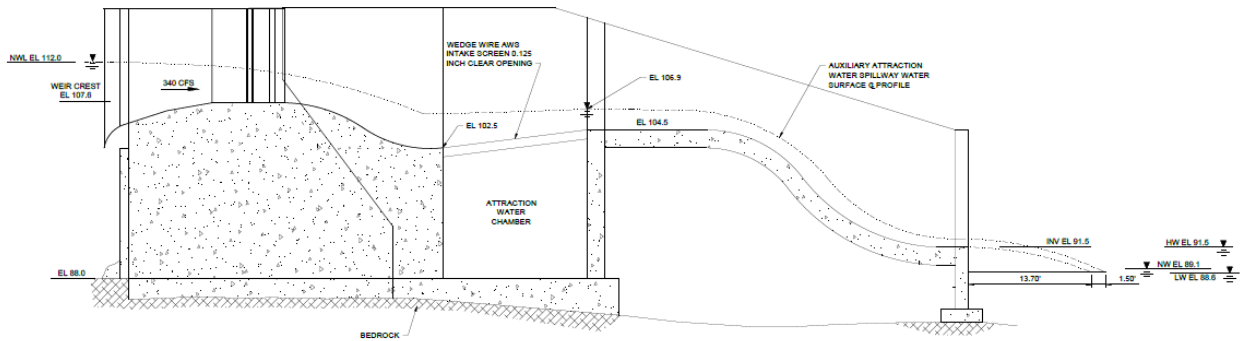 NWL EL 112.0
WEIR CREST
EL 107.6
340 CFS
WEDGE WIRE AWS
INTAKE SCREEN 0.125
INCH CLEAR OPENING
EL 106.9
AUXILIARY ATTRACTION
WATER SPILLWAY WATER
SURFACE ℄ PROFILE
EL 102.5
EL 104.5
ATTRACTION
WATER
CHAMBER
INV EL 91.5
HW EL 91.5
EL 88.0
NW EL 89.1
LW EL 88.6
13.70'
1.50'
BEDROCK